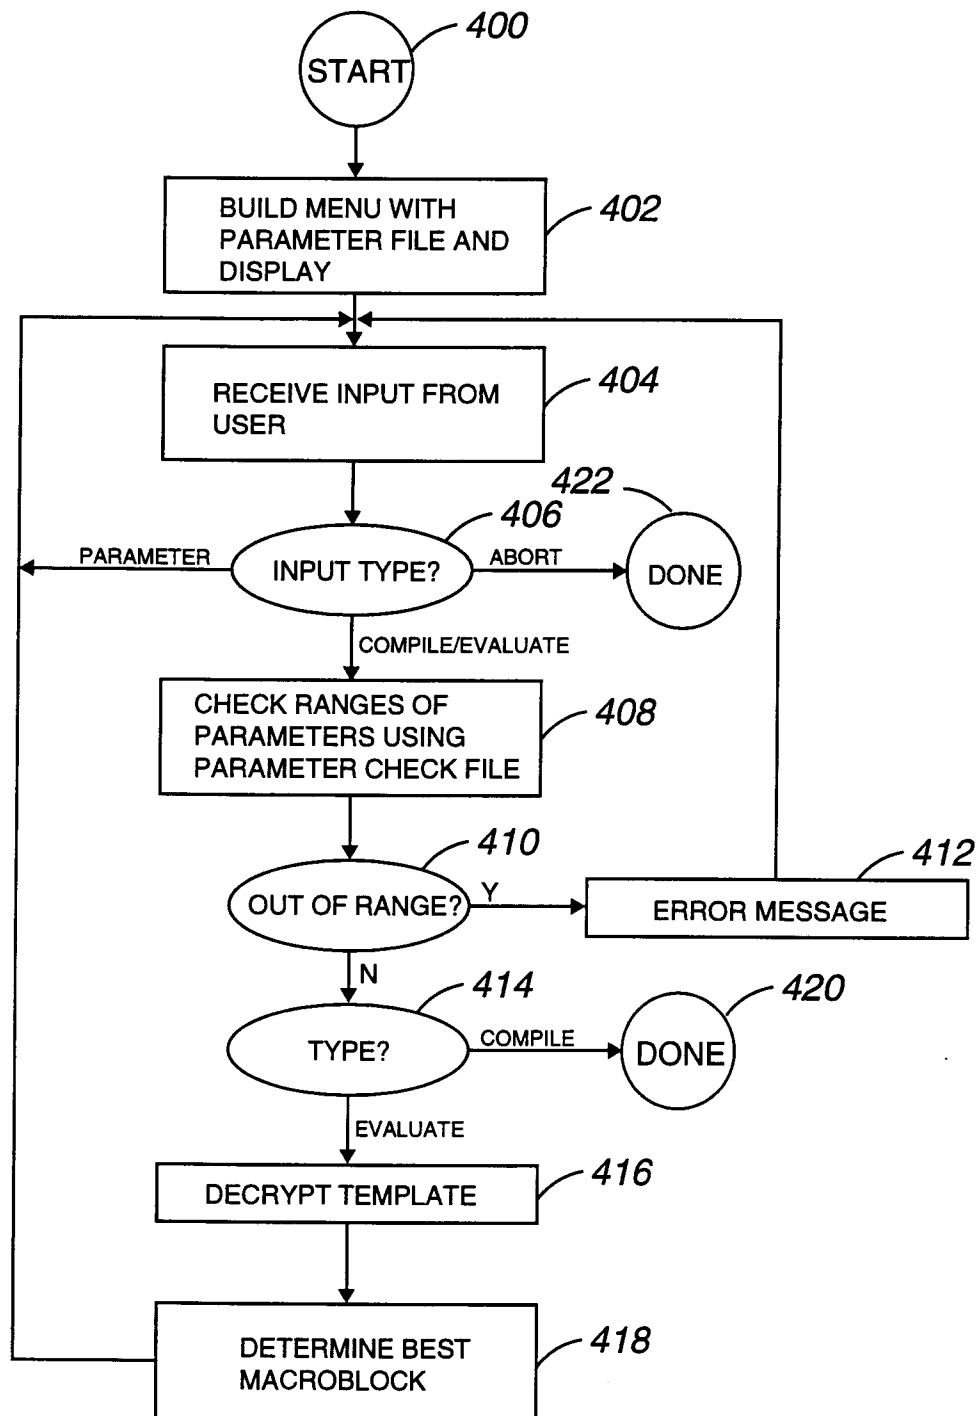 400
START
BUILD MENU WITH
PARAMETER FILE AND
DISPLAY
402
RECEIVE INPUT FROM
USER
404
422
406
PARAMETER
INPUT TYPE?
ABORT
DONE
COMPILE/EVALUATE
CHECK RANGES OF
PARAMETERS USING
PARAMETER CHECK FILE
408
410
412
OUT OF RANGE?
Y
ERROR MESSAGE
N
414
420
TYPE?
COMPILE
DONE
EVALUATE
DECRYPT TEMPLATE
416
DETERMINE BEST
MACROBLOCK
418